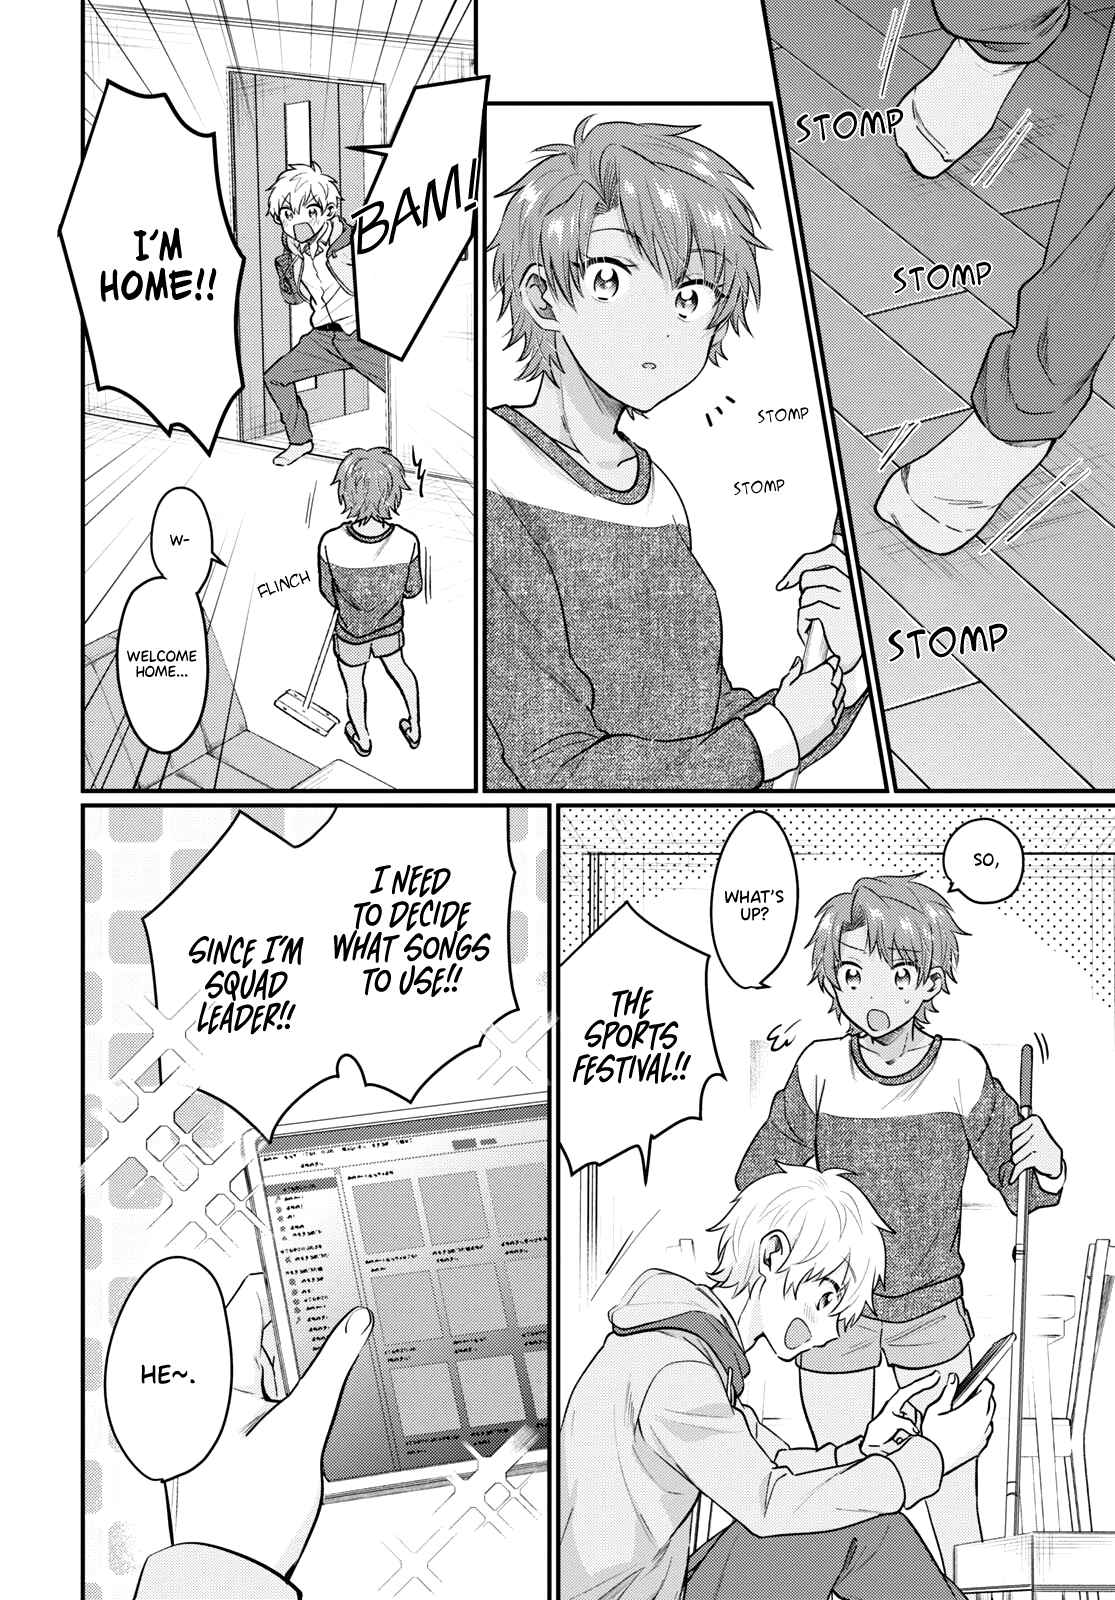 STOMP
STOMP
STOMP
STOMP
STOMP
BAM!
I'M
HOME!!
FLINCH
W-
WELCOME
HOME...
SO,
WHAT'S
UP?
THE
SPORTS
FESTIVAL!!
I NEED
TO DECIDE
WHAT SONGS
TO USE!!
SINCE I'M
SQUAD
LEADER!!
HE~.